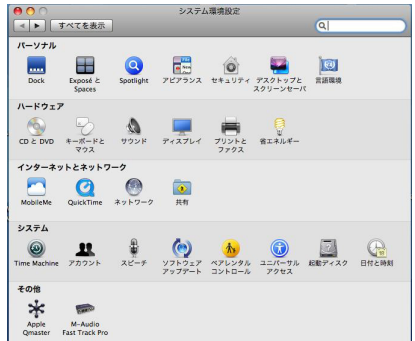 システム環境設定
すべてを表示
パーソナル
Dock
Exposé と
Spaces
Spotlight
アピアランス
セキュリティ
デスクトップと
スクリーンセーバ
言語環境
ハードウェア
CD と DVD
キーボードと
マウス
サウンド
ディスプレイ
プリントと
ファクス
省エネルギー
インターネットとネットワーク
MobileMe
QuickTime
ネットワーク
共有
システム
Time Machine
アカウント
スピーチ
ソフトウェア
アップデート
ペアレンタル
コントロール
ユニバーサル
アクセス
起動ディスク
日付と時刻
その他
Apple
Qmaster
M-Audio
Fast Track Pro